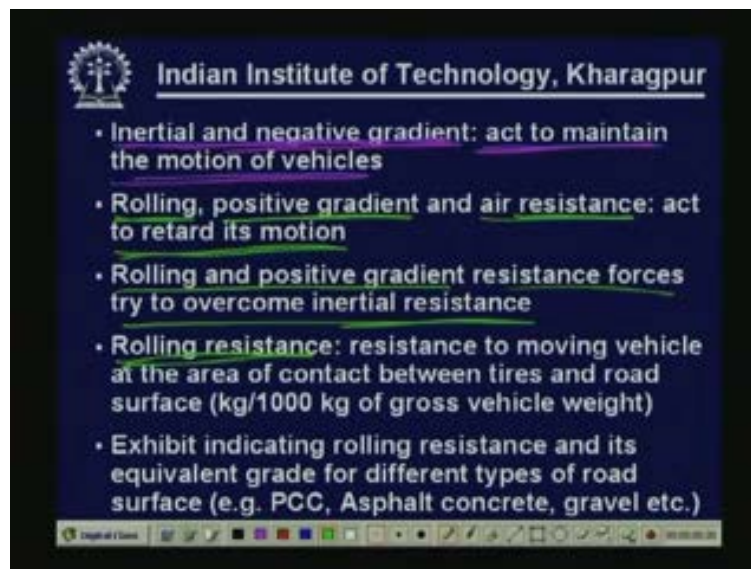 Indian Institute of Technology, Kharagpur
• Inertial and negative gradient: act to maintain
the motion of vehicles
• Rolling, positive gradient and air resistance: act
to retard its motion
• Rolling and positive gradient resistance forces
try to overcome inertial resistance
• Rolling resistance: resistance to moving vehicle
at the area of contact between tires and road
surface (kg/1000 kg of gross vehicle weight)
• Exhibit indicating rolling resistance and its
equivalent grade for different types of road
surface (e.g. PCC, Asphalt concrete, gravel etc.)